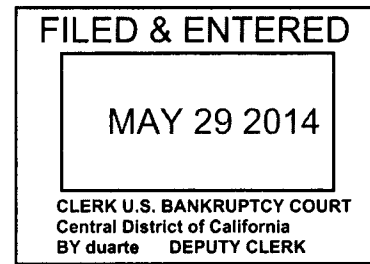 FILED & ENTERED
MAY 29 2014
CLERK U.S. BANKRUPTCY COURT
Central District of California
BY duarte DEPUTY CLERK